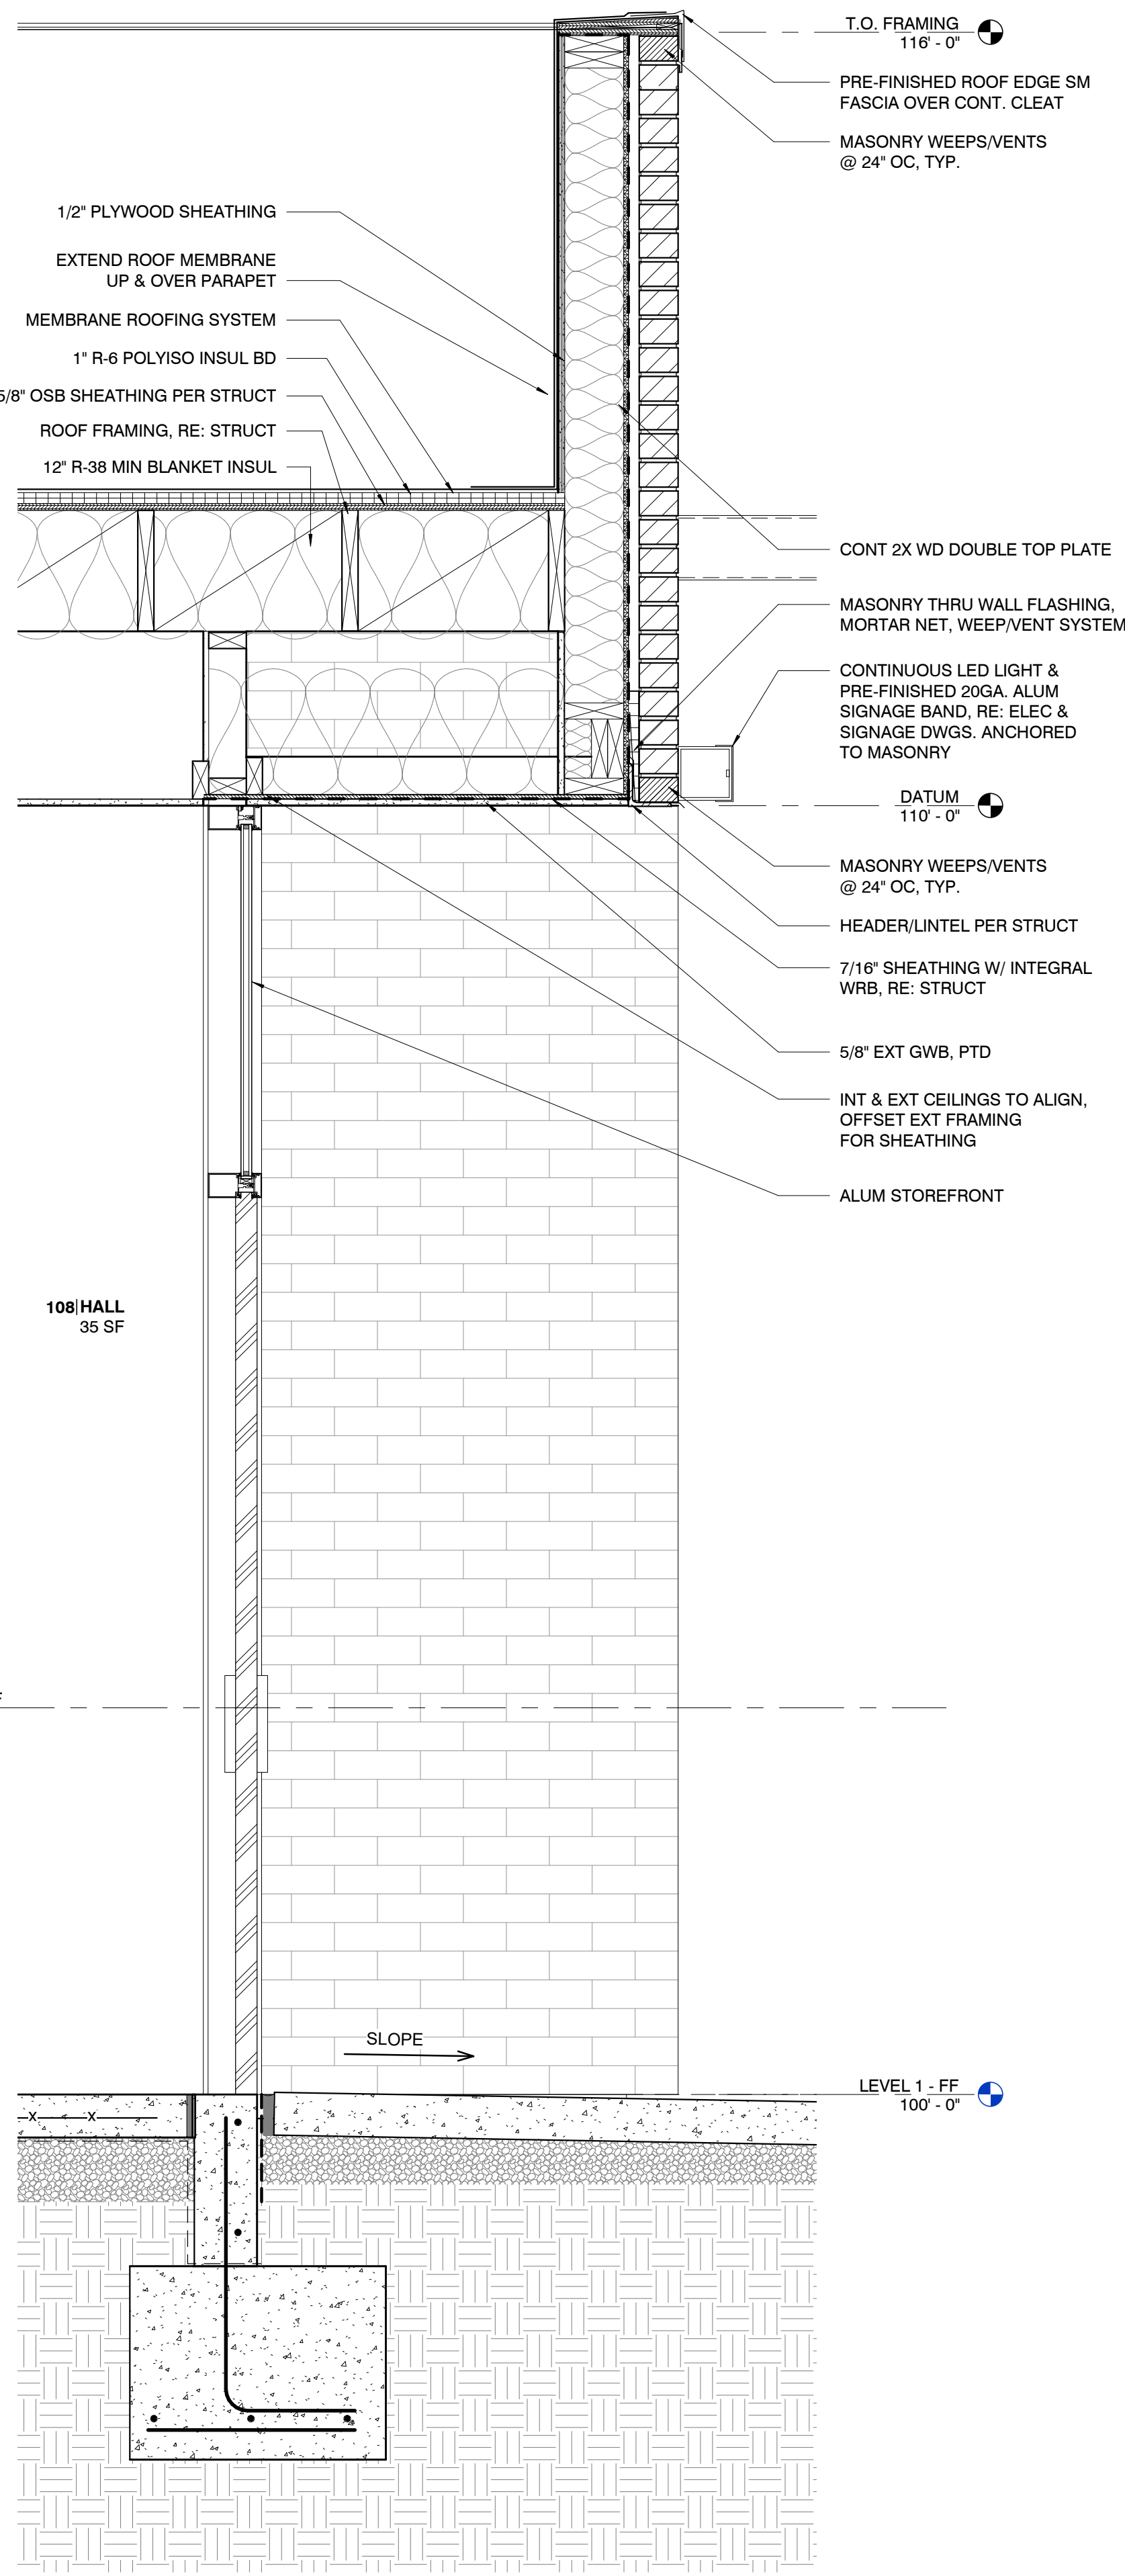 T.O. FRAMING
116' - 0"
PRE-FINISHED ROOF EDGE SM
FASCIA OVER CONT. CLEAT
MASONRY WEEPS/VENTS
@ 24" OC, TYP.
1/2" PLYWOOD SHEATHING
EXTEND ROOF MEMBRANE
UP & OVER PARAPET
MEMBRANE ROOFING SYSTEM
1" R-6 POLYISO INSUL BD
5/8" OSB SHEATHING PER STRUCT
ROOF FRAMING, RE: STRUCT
12" R-38 MIN BLANKET INSUL
CONT 2X WD DOUBLE TOP PLATE
MASONRY THRU WALL FLASHING,
MORTAR NET, WEEP/VENT SYSTEM
CONTINUOUS LED LIGHT &
PRE-FINISHED 20GA. ALUM
SIGNAGE BAND, RE: ELEC &
SIGNAGE DWGS. ANCHORED
TO MASONRY
DATUM
110' - 0"
MASONRY WEEPS/VENTS
@ 24" OC, TYP.
HEADER/LINTEL PER STRUCT
7/16" SHEATHING W/ INTEGRAL
WRB, RE: STRUCT
5/8" EXT GWB, PTD
INT & EXT CEILINGS TO ALIGN,
OFFSET EXT FRAMING
FOR SHEATHING
ALUM STOREFRONT
108 HALL
35 SF
SLOPE
LEVEL 1 - FF
100' - 0"
X X